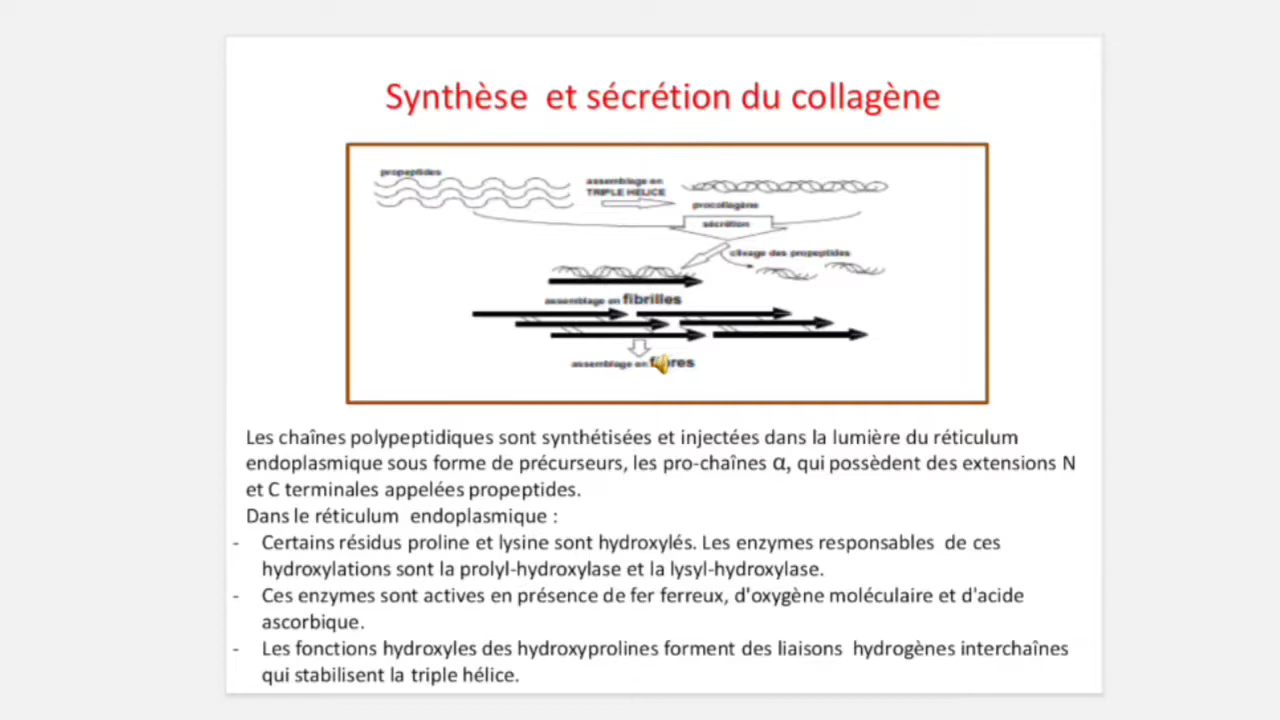 Synthèse et sécrétion du collagène
propeptides
assemblage en
TRIPLE HELICE
procollagène
sécrétion
clivage des propeptides
assemblage en fibrilles
assemblage en
Les chaînes polypeptidiques sont synthétisées et injectées dans la lumière du réticulum
endoplasmique sous forme de précurseurs, les pro-chaînes α, qui possèdent des extensions N
et C terminales appelées propeptides.
Dans le réticulum endoplasmique :
- Certains résidus proline et lysine sont hydroxylés. Les enzymes responsables de ces
hydroxylations sont la prolyl-hydroxylase et la lysyl-hydroxylase.
- Ces enzymes sont actives en présence de fer ferreux, d'oxygène moléculaire et d'acide
ascorbique.
- Les fonctions hydroxyles des hydroxyprolines forment des liaisons hydrogènes interchaînes
qui stabilisent la triple hélice.